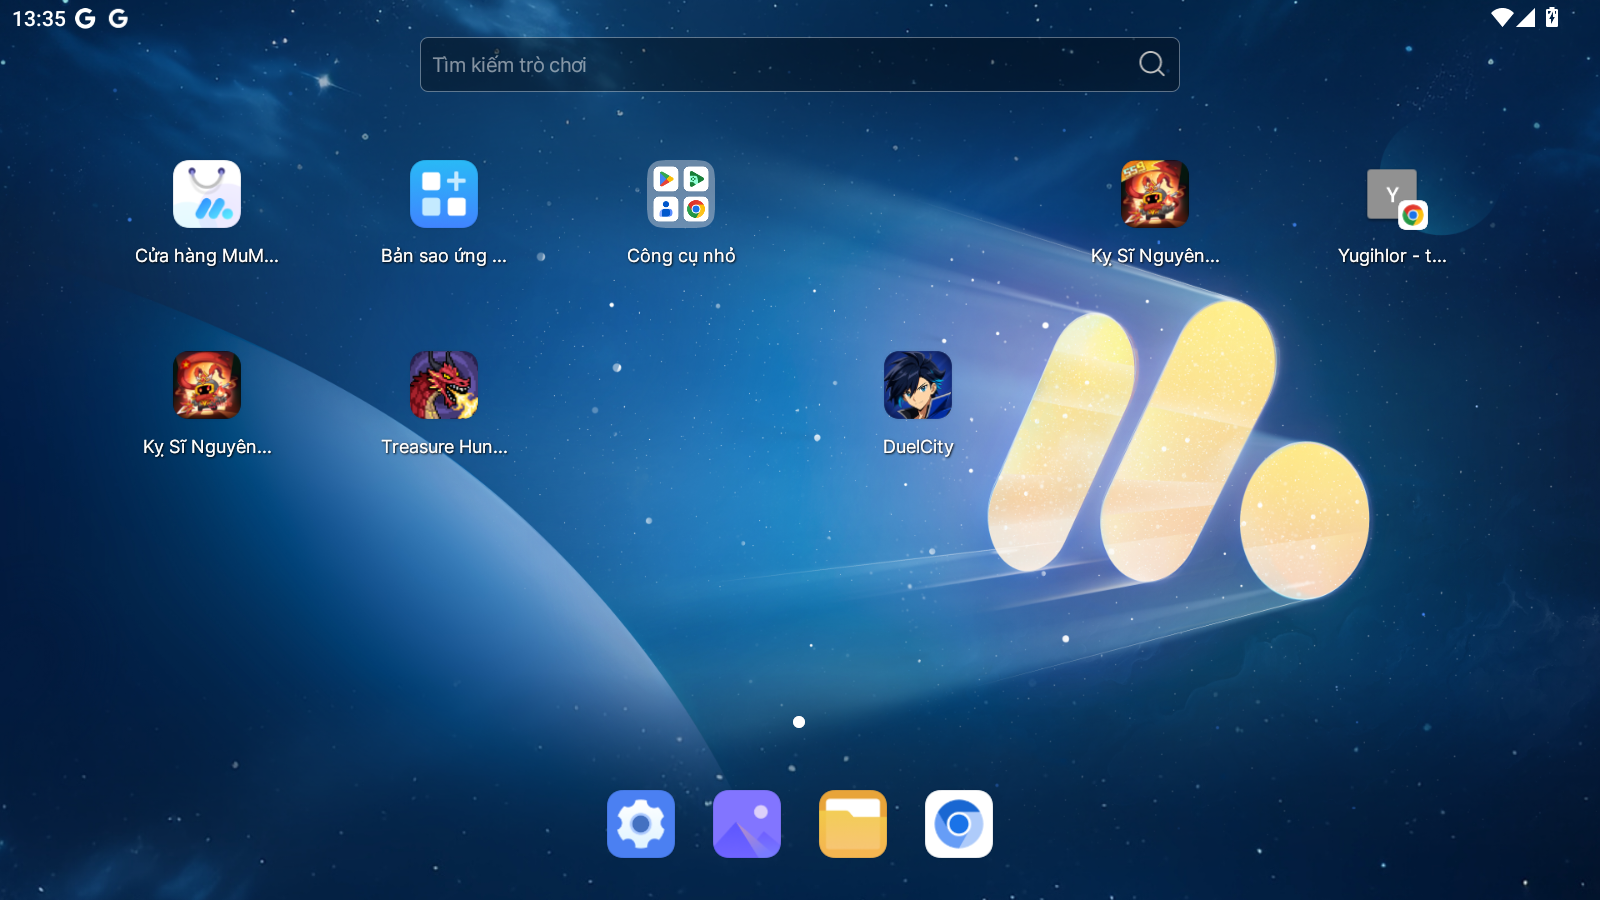 13:35
Tìm kiếm trò chơi
Cửa hàng MuM...
Bản sao ứng ...
Công cụ nhỏ
559
Kỵ Sĩ Nguyên...
Y
Yugihlor - t...
Kỵ Sĩ Nguyên...
Treasure Hun...
DuelCity